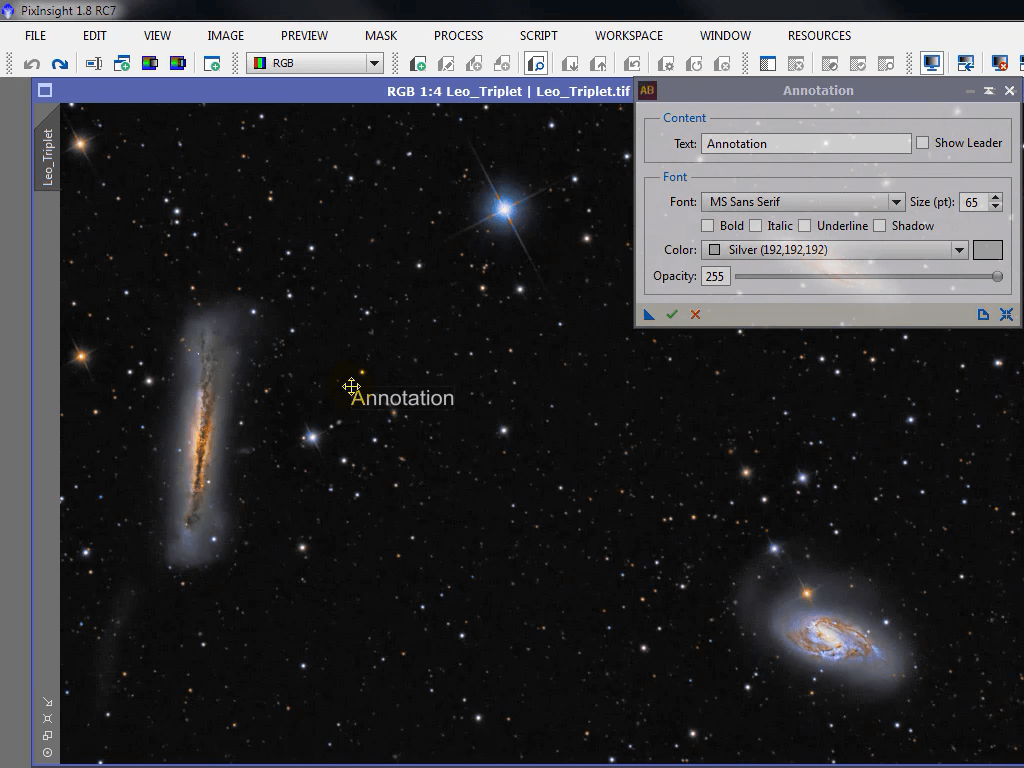 PixInsight 1.8 RC7
FILE EDIT VIEW IMAGE PREVIEW MASK PROCESS SCRIPT WORKSPACE WINDOW RESOURCES
RGB
RGB 1:4 Leo_Triplet | Leo_Triplet.tif
Leo_Triplet
AB Annotation
Content
Text: Annotation Show Leader
Font
Font: MS Sans Serif Size (pt): 65
Bold Italic Underline Shadow
Color: Silver (192,192,192)
Opacity: 255
Annotation